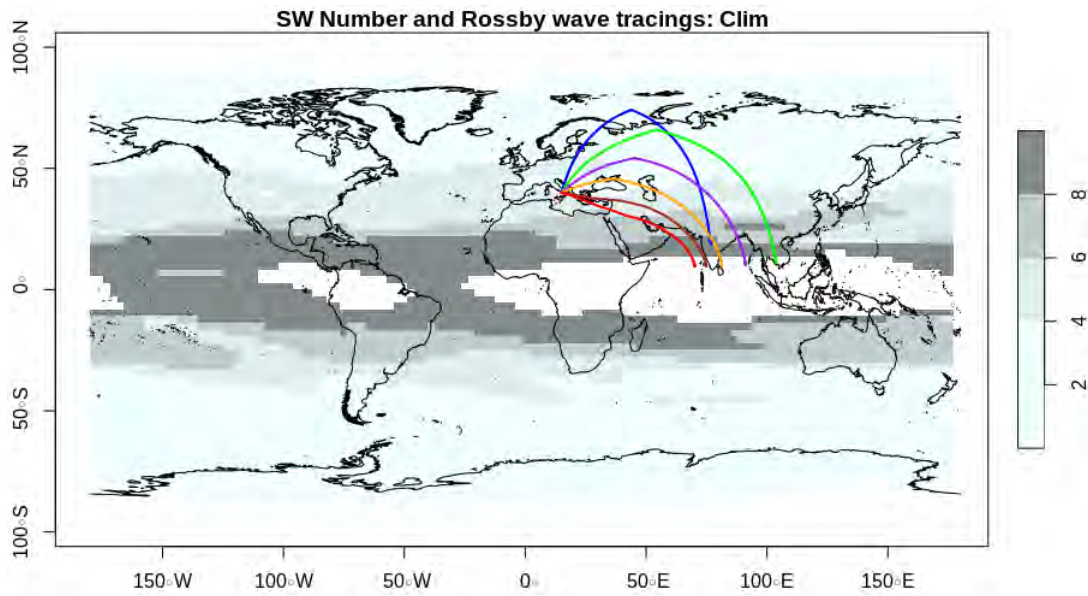 SW Number and Rossby wave tracings: Clim
100◦N
50◦N
0◦
50◦S
100◦S
150◦W
100◦W
50◦W
0◦
50◦E
100◦E
150◦E
8
6
4
2